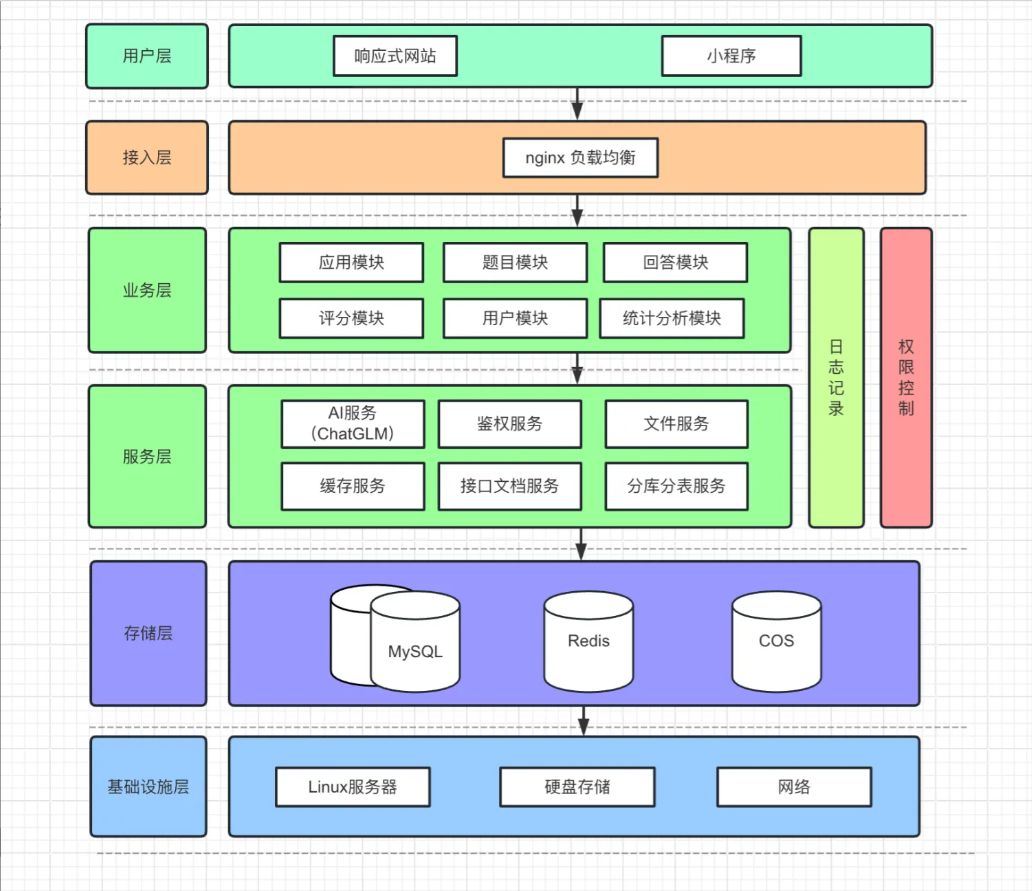 用户层
响应式网站
小程序
接入层
nginx 负载均衡
业务层
应用模块
题目模块
回答模块
评分模块
用户模块
统计分析模块
日志记录
权限控制
服务层
AI服务
（ChatGLM）
鉴权服务
文件服务
缓存服务
接口文档服务
分库分表服务
存储层
MySQL
Redis
COS
基础设施层
Linux服务器
硬盘存储
网络